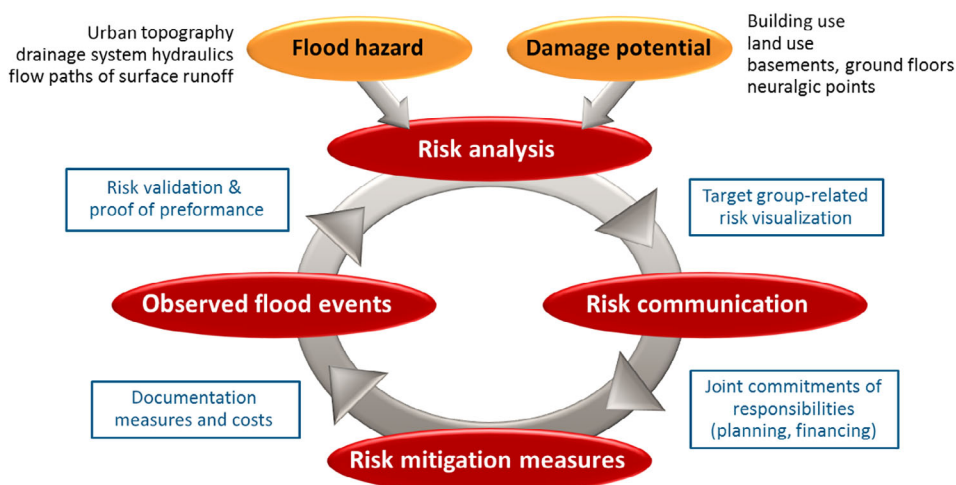 Urban topography
drainage system hydraulics
flow paths of surface runoff
Flood hazard
Damage potential
Building use
land use
basements, ground floors
neuralgic points
Risk analysis
Risk validation &
proof of preformance
Target group-related
risk visualization
Observed flood events
Risk communication
Documentation
measures and costs
Joint commitments of
responsibilities
(planning, financing)
Risk mitigation measures